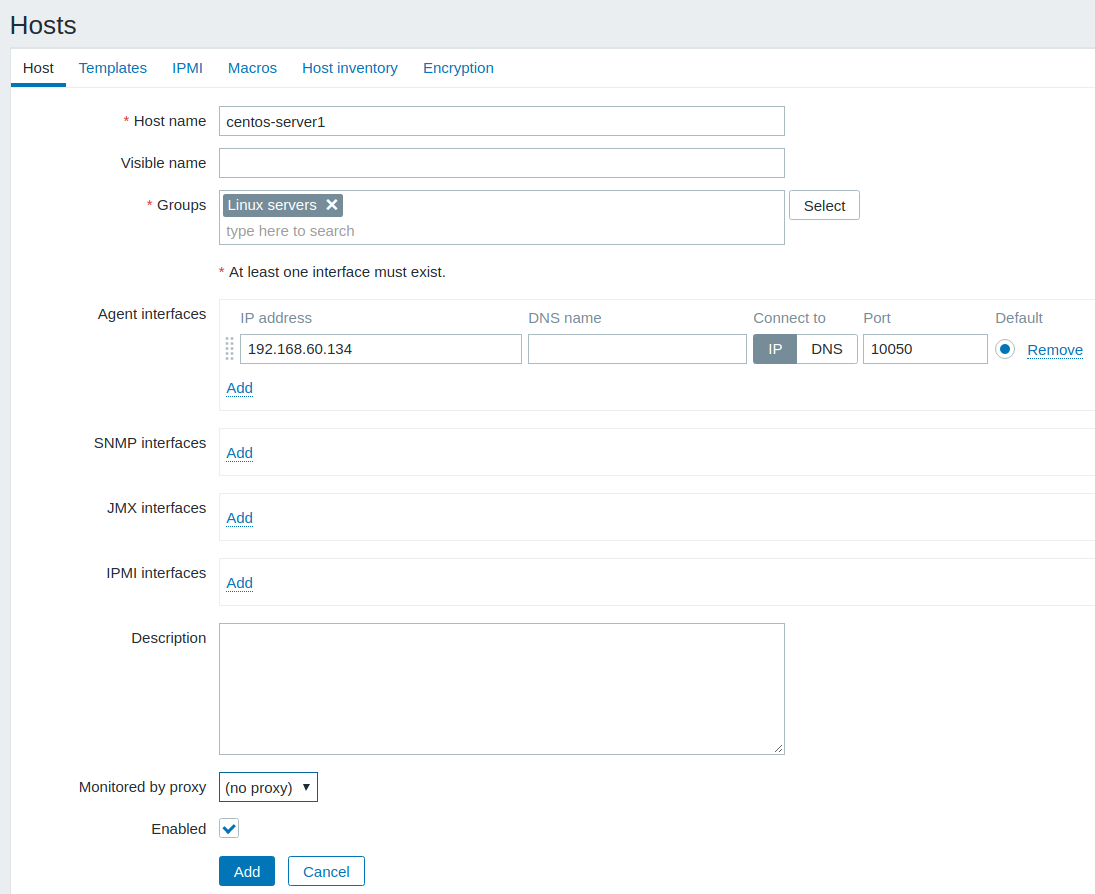 Hosts
Host Templates IPMI Macros Host inventory Encryption
* Host name centos-server1
Visible name
* Groups Linux servers Select
type here to search
* At least one interface must exist.
Agent interfaces IP address DNS name Connect to Port Default
192.168.60.134 IP DNS 10050 Remove
Add
SNMP interfaces Add
JMX interfaces Add
IPMI interfaces Add
Description
Monitored by proxy (no proxy)
Enabled
Add Cancel